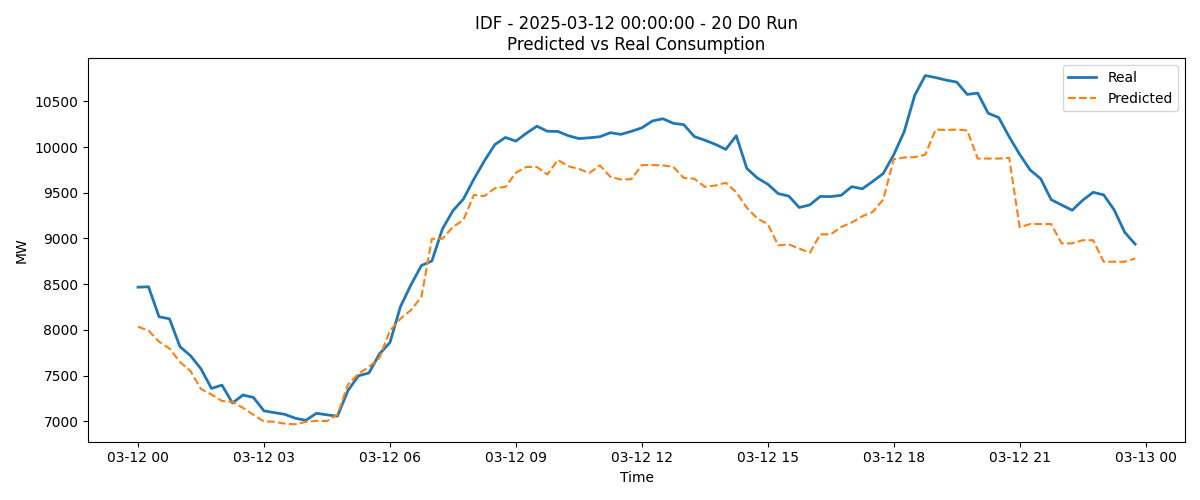 IDF - 2025-03-12 00:00:00 - 20 D0 Run
Predicted vs Real Consumption
Real
Predicted
MW
10500
10000
9500
9000
8500
8000
7500
7000
03-12 00
03-12 03
03-12 06
03-12 09
03-12 12
03-12 15
03-12 18
03-12 21
03-13 00
Time